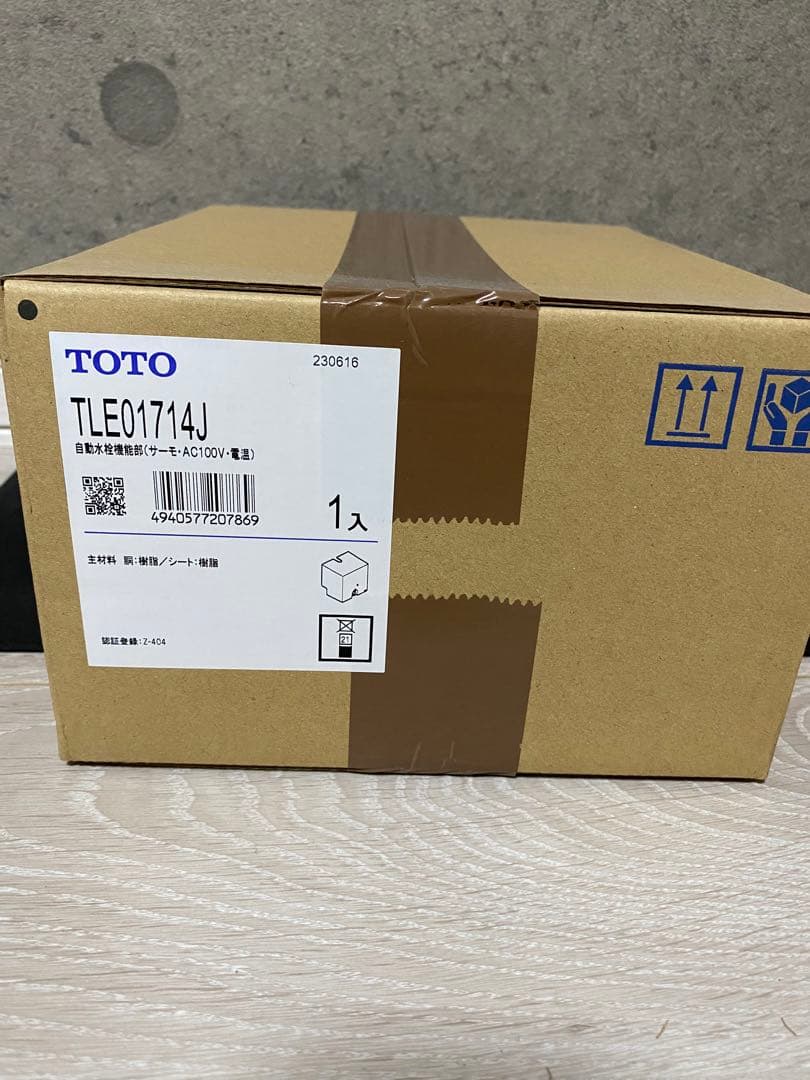 TOTO
230616
TLE01714J
自動水栓機能部(サーモ・AC100V・電温)
4940577207869
1入
主材料 胴:樹脂/シート:樹脂
21
認証登録:Z-404